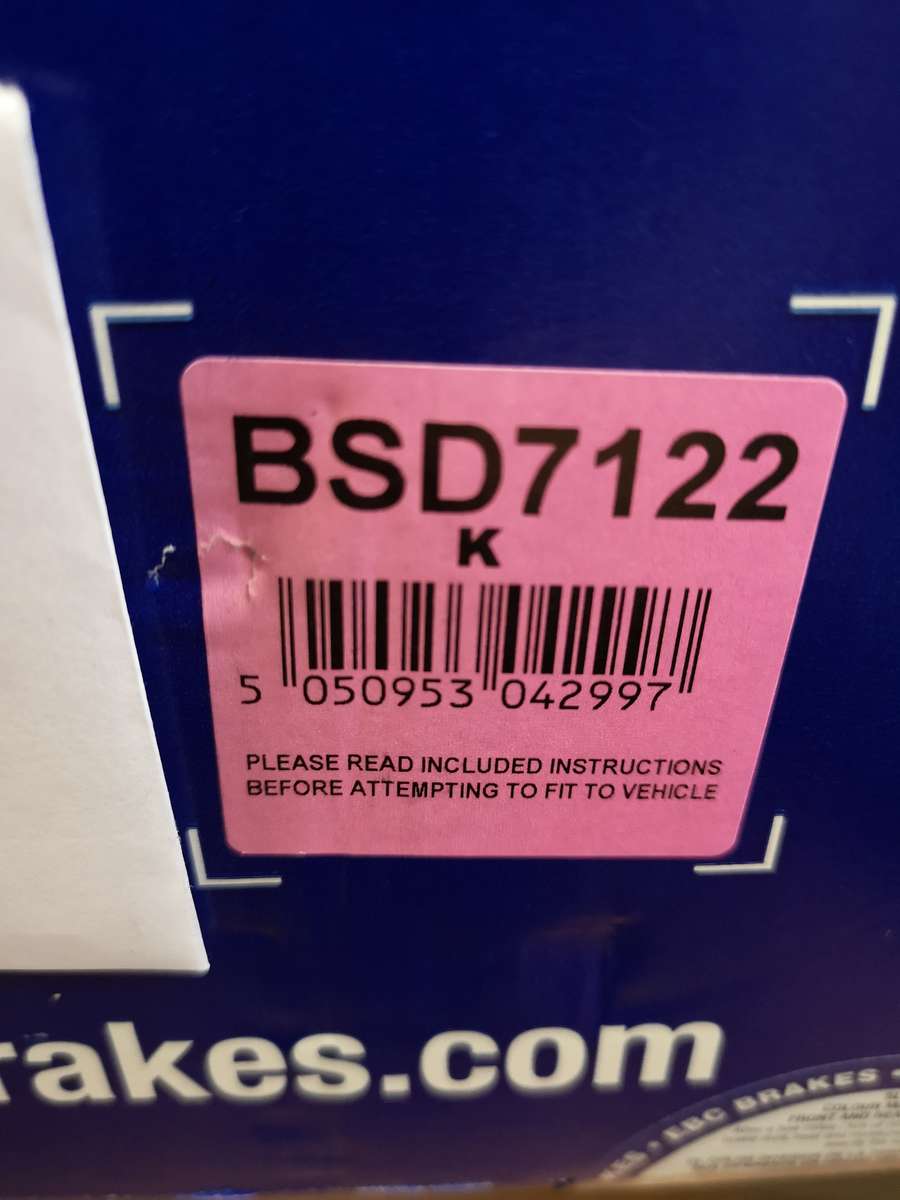 BSD7122
K
5 050953 042997
PLEASE READ INCLUDED INSTRUCTIONS
BEFORE ATTEMPTING TO FIT TO VEHICLE
rakes.com
EBC BRAKES